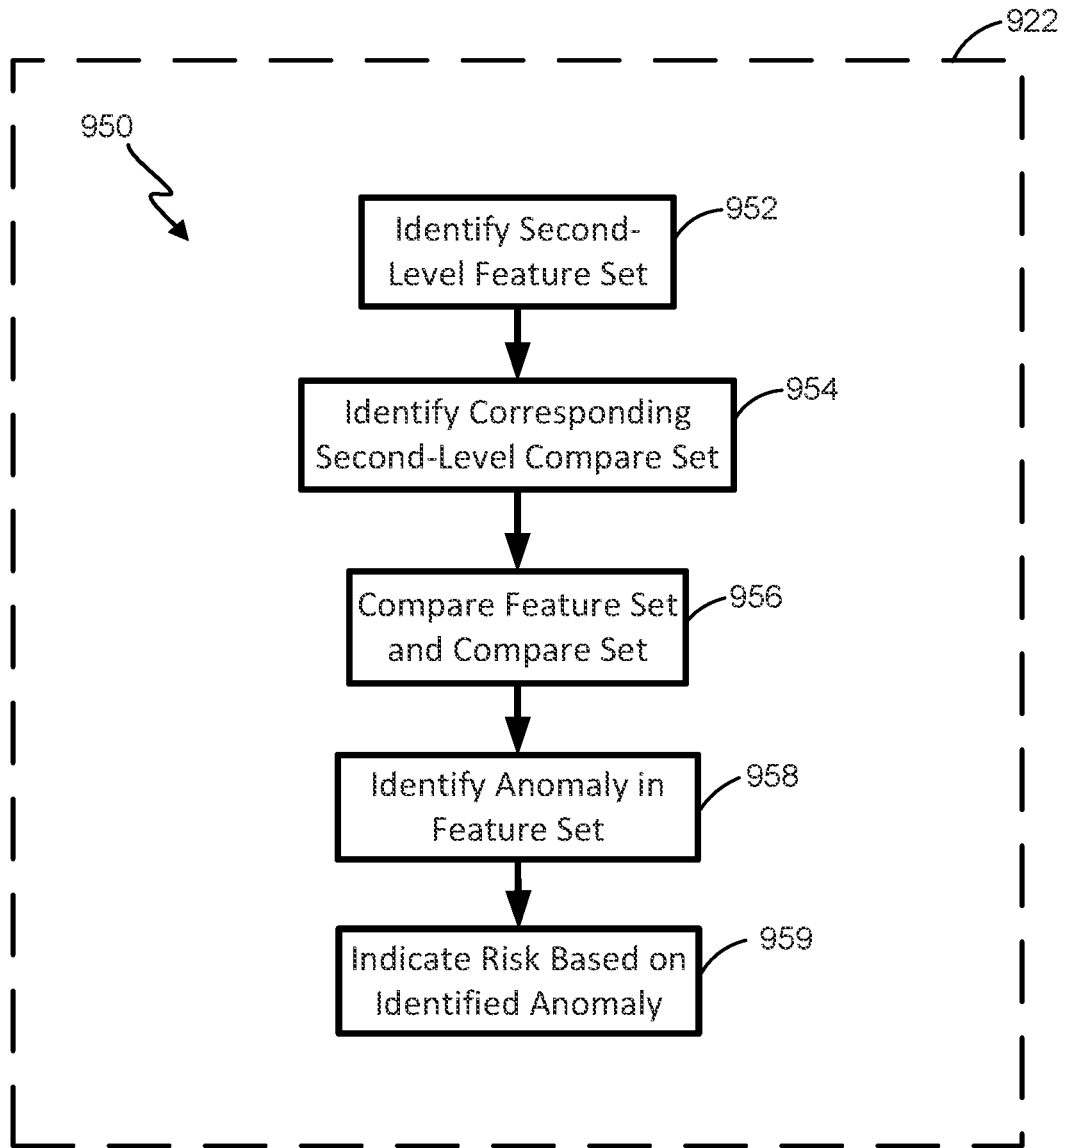 922
950
Identify Second-
Level Feature Set
952
Identify Corresponding
Second-Level Compare Set
954
Compare Feature Set
and Compare Set
956
Identify Anomaly in
Feature Set
958
Indicate Risk Based on
Identified Anomaly
959